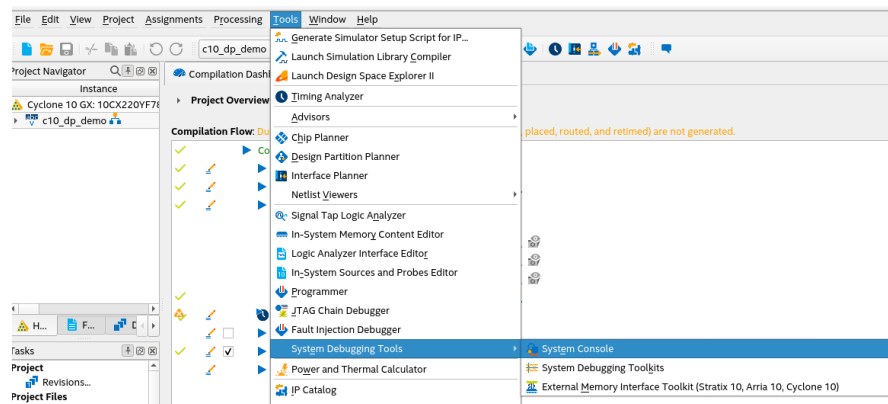 File Edit View Project Assignments Processing Tools Window Help
c10_dp_demo
Project Navigator
Instance
Cyclone 10 GX: 10CX220YF78
c10_dp_demo
H... F...
Tasks
Project
Revisions...
Project Files
Compilation Dash
Project Overview
Compilation Flow: Du
, placed, routed, and retimed) are not generated.
Co
Generate Simulator Setup Script for IP...
Launch Simulation Library Compiler
Launch Design Space Explorer II
Timing Analyzer
Advisors
Chip Planner
Design Partition Planner
Interface Planner
Netlist Viewers
Signal Tap Logic Analyzer
In-System Memory Content Editor
Logic Analyzer Interface Editor
In-System Sources and Probes Editor
Programmer
JTAG Chain Debugger
Fault Injection Debugger
System Debugging Tools
Power and Thermal Calculator
IP Catalog
System Console
System Debugging Toolkits
External Memory Interface Toolkit (Stratix 10, Arria 10, Cyclone 10)